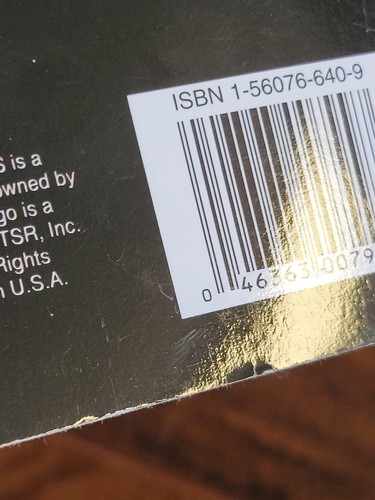 S is a
owned by
go is a
TSR, Inc.
Rights
n U.S.A.
ISBN 1-56076-640-9
0 46363 0079